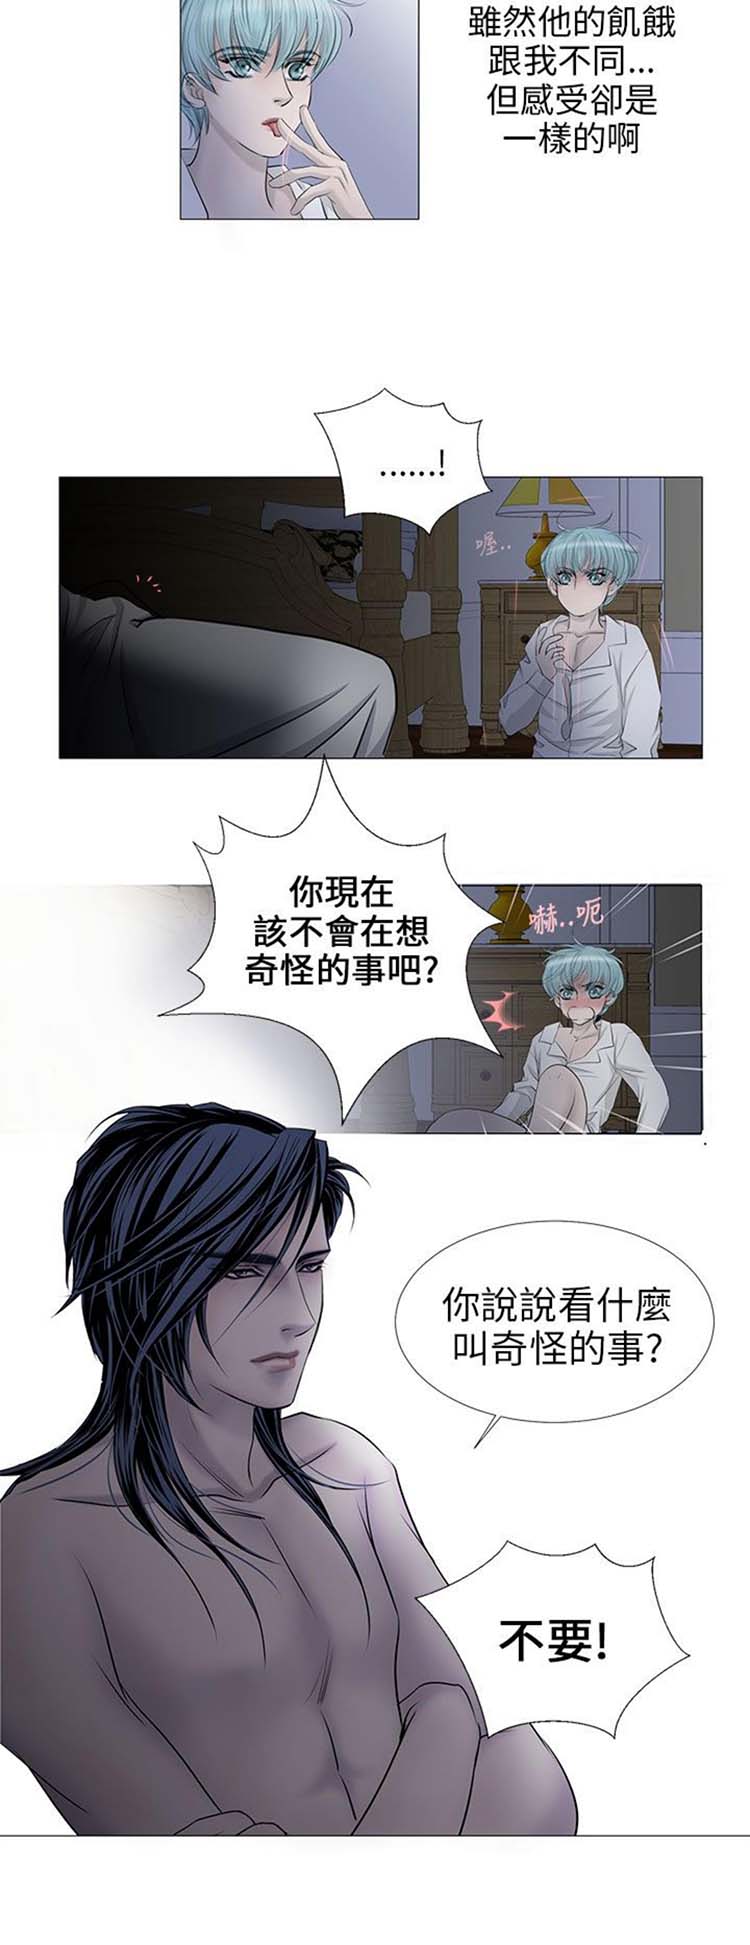 雖然他的飢餓
跟我不同...
但感受卻是
一樣的啊
......!
喔..
你現在
該不會在想
奇怪的事吧?
嚇..呃
你說說看什麼
叫奇怪的事?
不要!